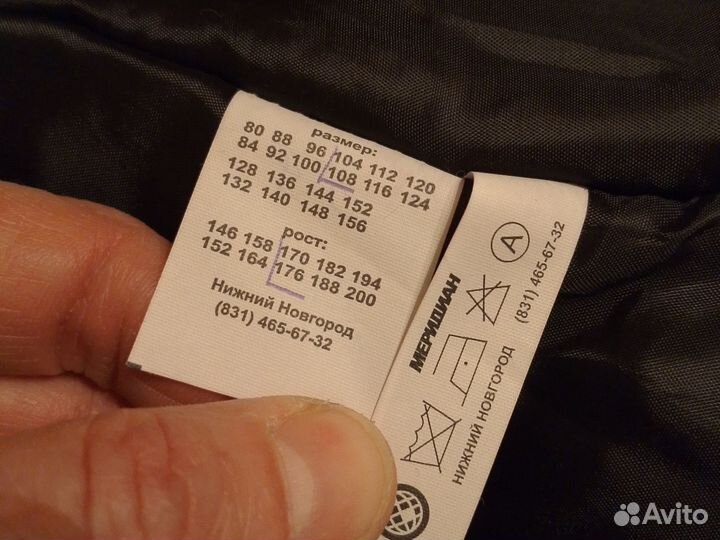 размер:
80 88 96 104 112 120
84 92 100 108 116 124
128 136 144 152
132 140 148 156
рост:
146 158 170 182 194
152 164 176 188 200
Нижний Новгород
(831) 465-67-32
A
МЕРИДИАН
НИЖНИЙ НОВГОРОД
(831) 465-67-32
Avito